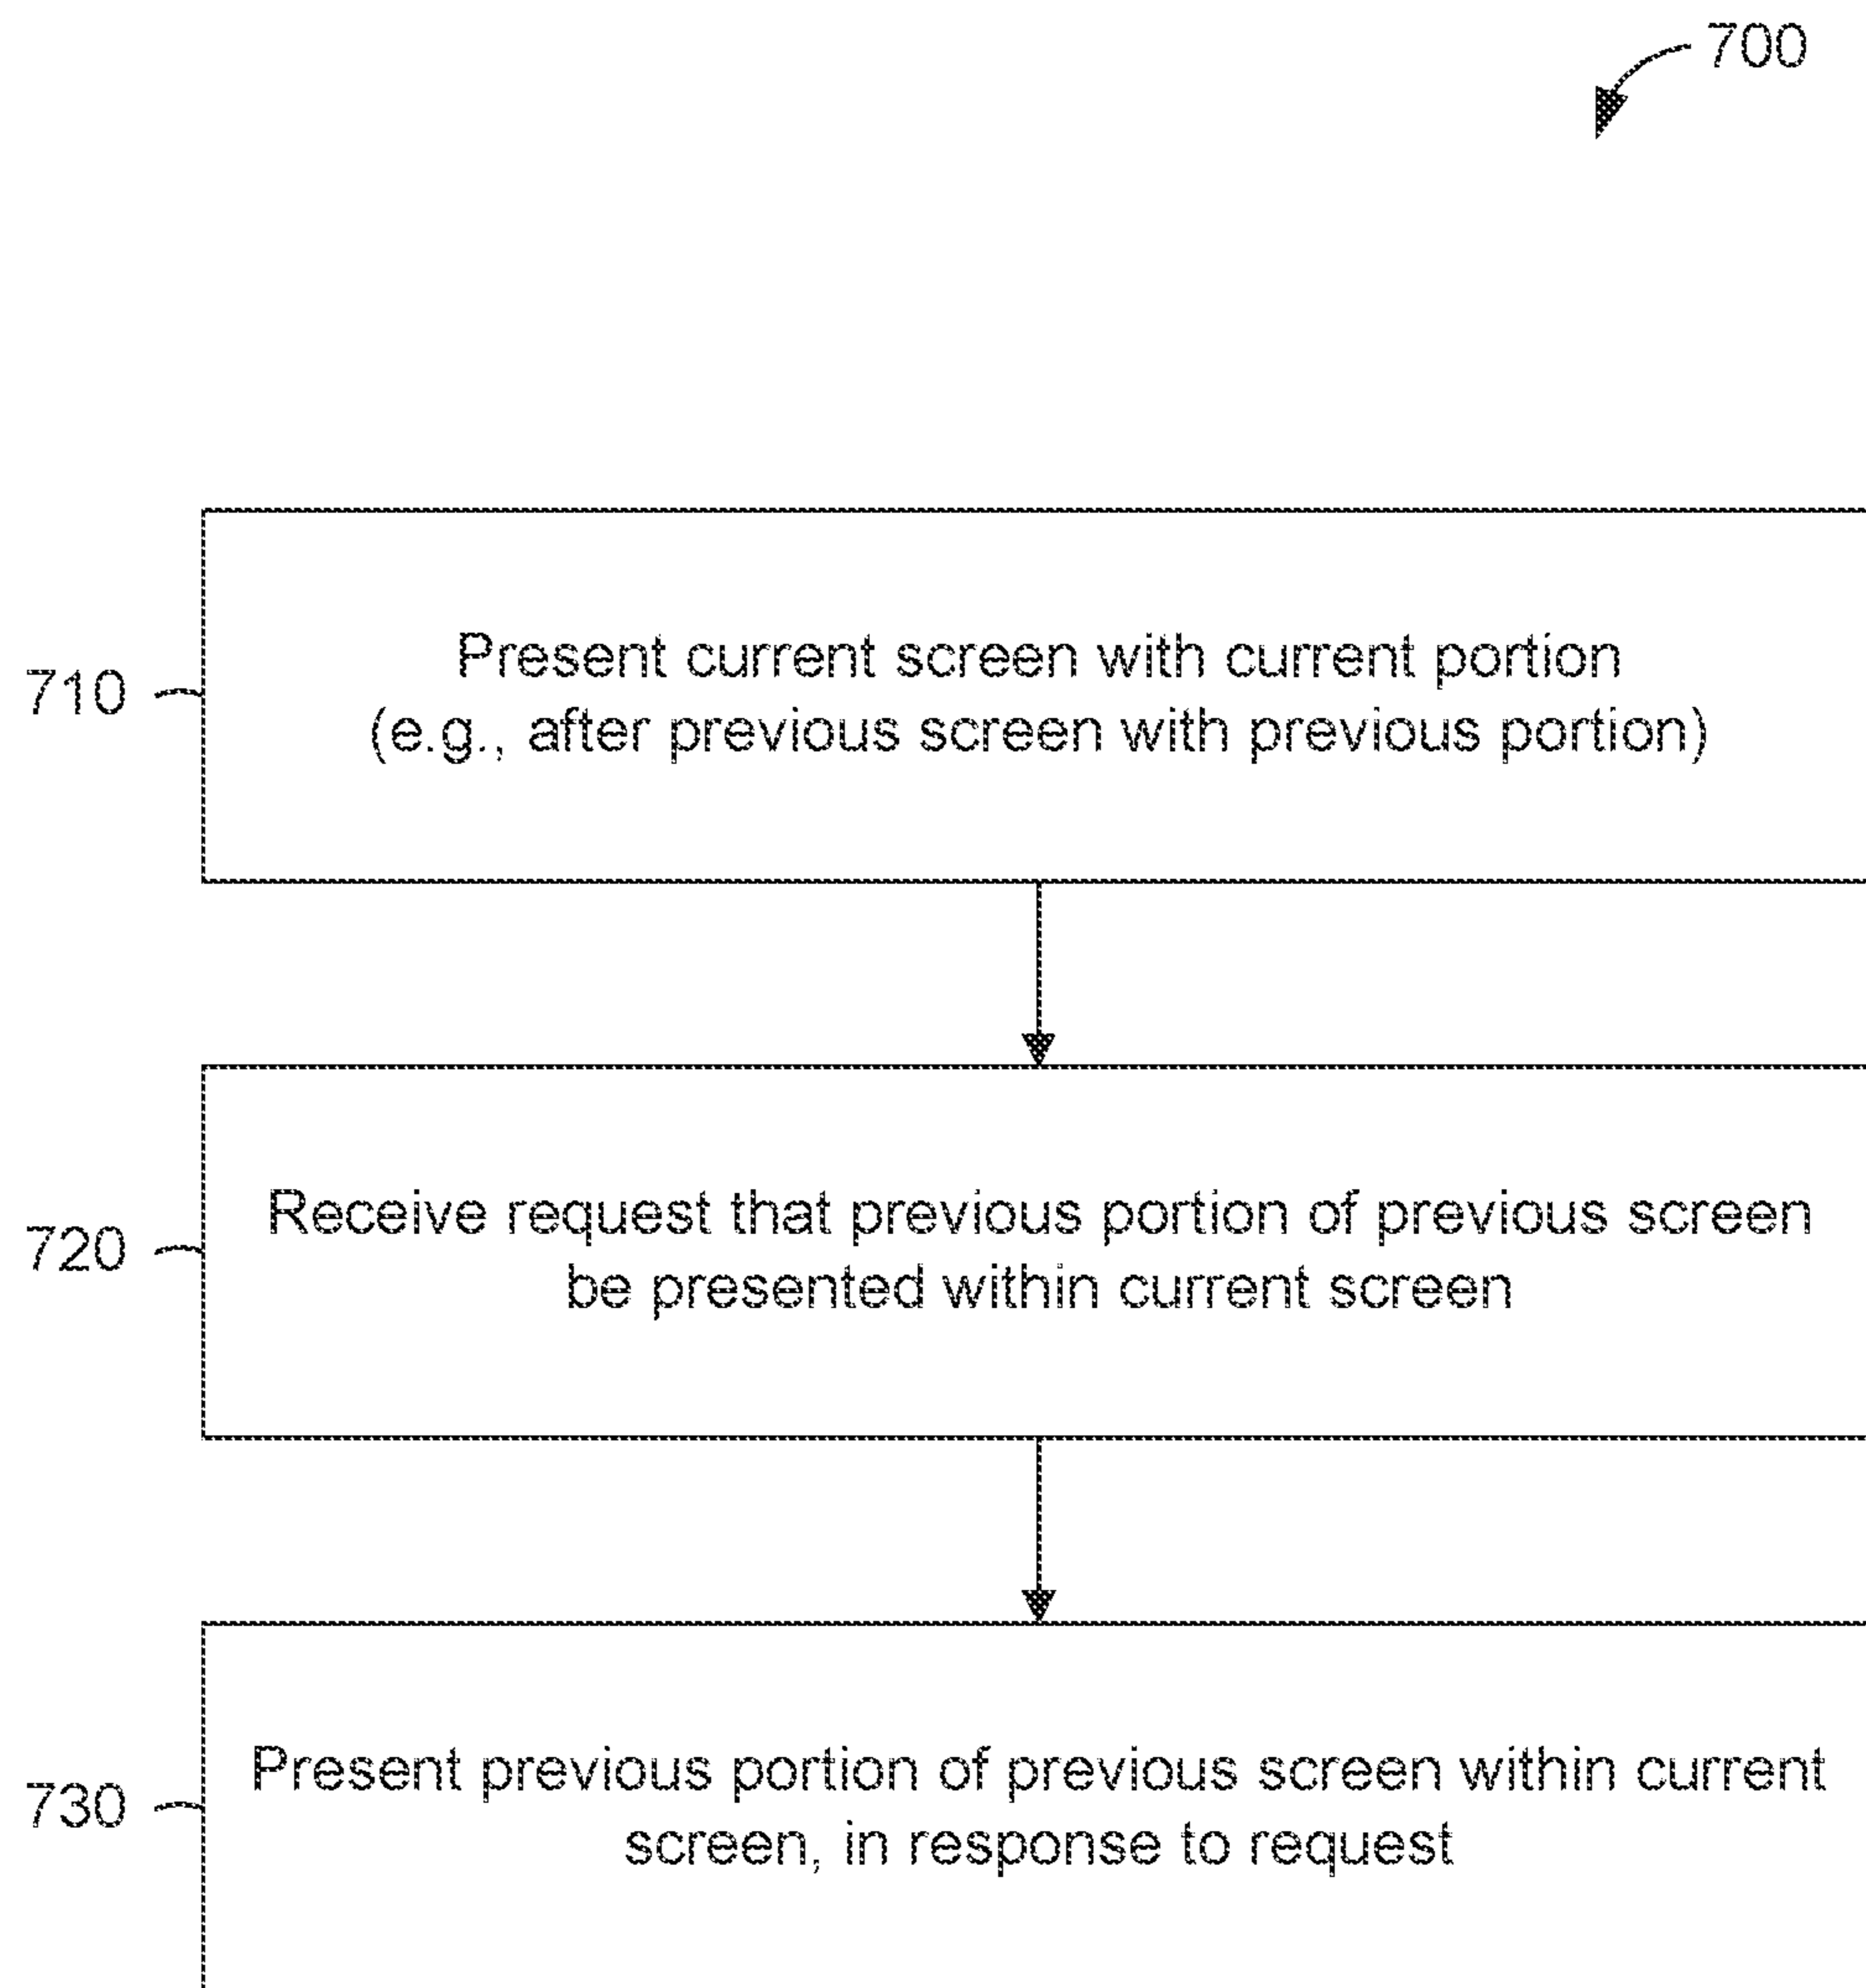 700
710
Present current screen with current portion
(e.g., after previous screen with previous portion)
720
Receive request that previous portion of previous screen
be presented within current screen
730
Present previous portion of previous screen within current
screen, in response to request